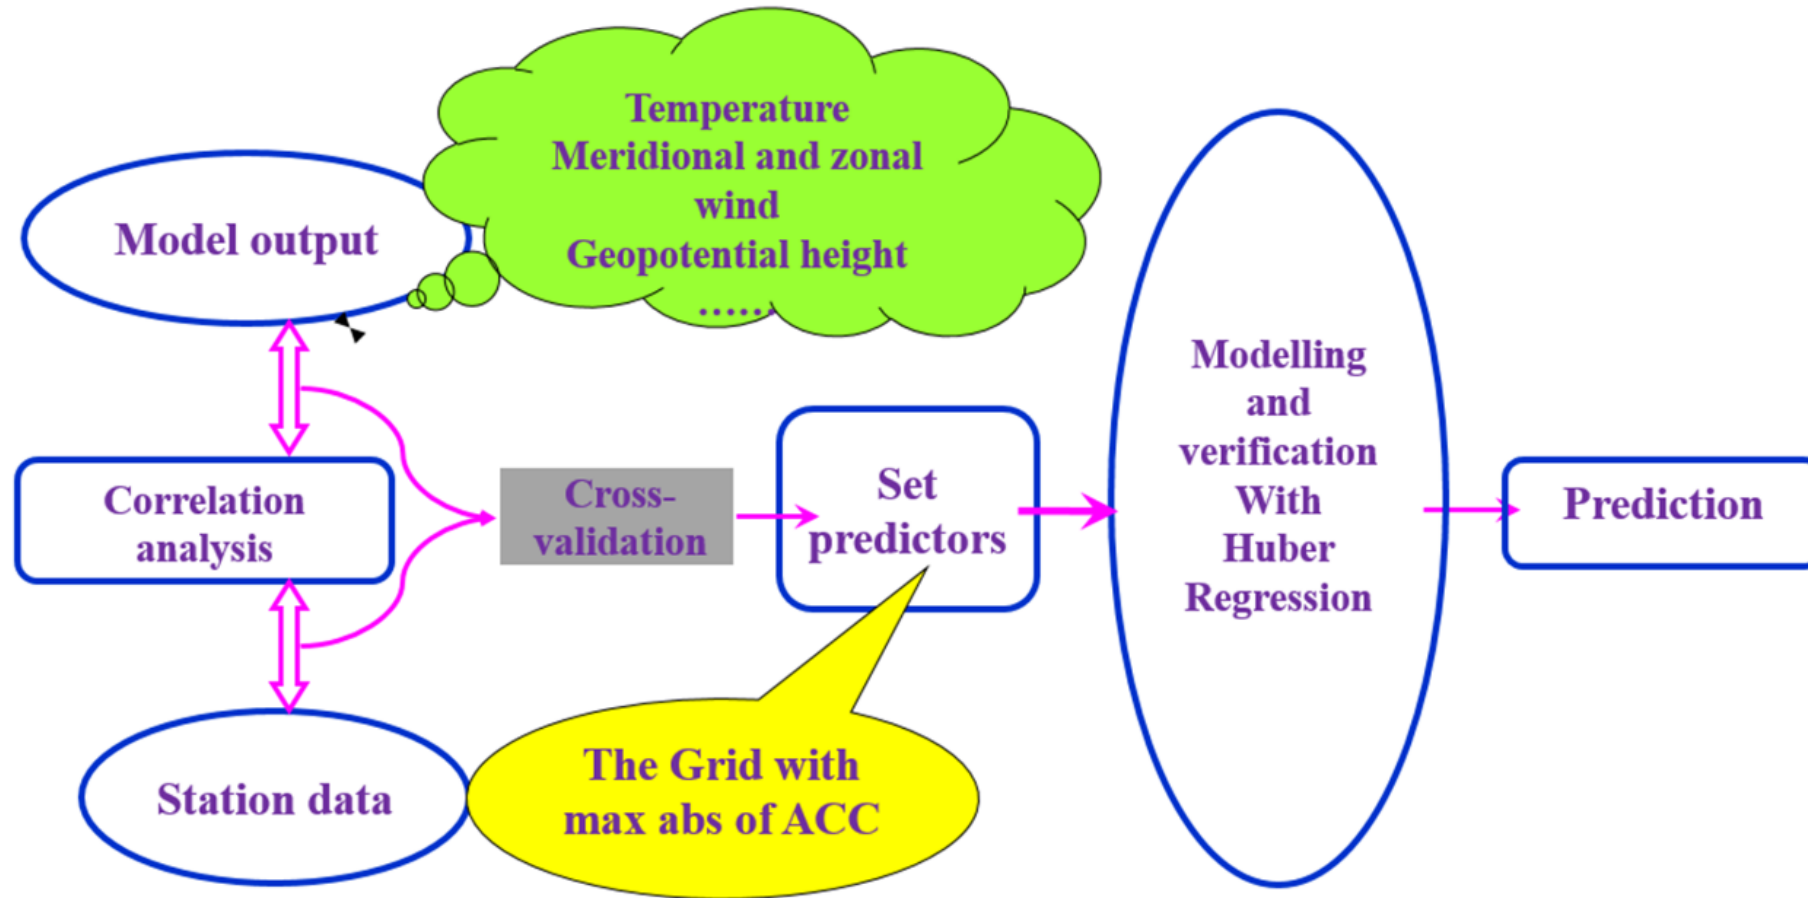 Temperature
Meridional and zonal
wind
Geopotential height
......
Model output
Correlation
analysis
Station data
Cross-
validation
Set
predictors
The Grid with
max abs of ACC
Modelling
and
verification
With
Huber
Regression
Prediction